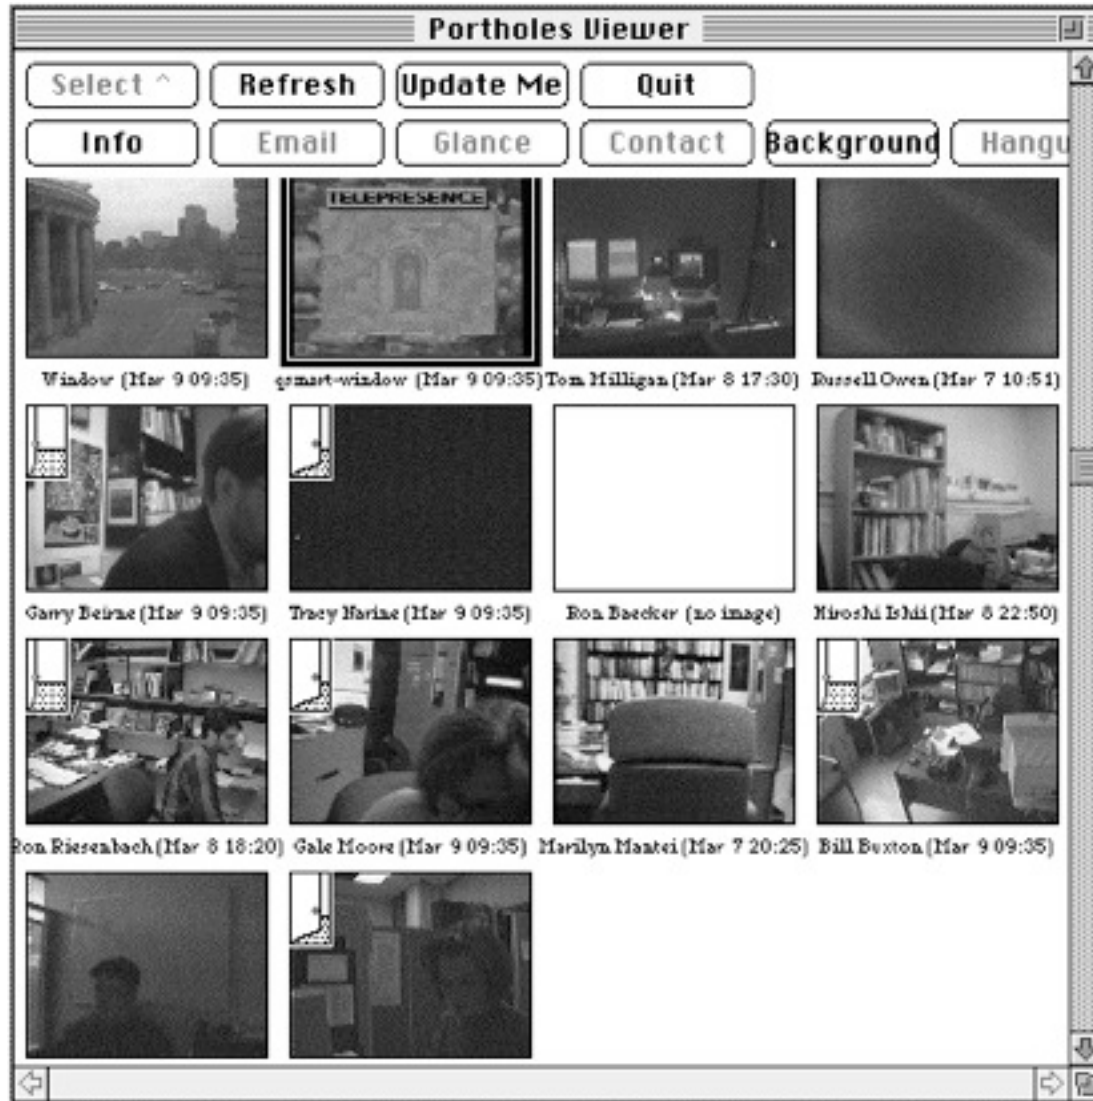 Portholes Viewer
Select ^ Refresh Update Me Quit
Info Email Glance Contact Background Hangu
TELEPRESENCE
Window (Mar 9 09:35) qsmart-window (Mar 9 09:35) Tom Milligan (Mar 8 17:30) Russell Owen (Mar 7 10:51)
Garry Beirne (Mar 9 09:35) Tracy Narine (Mar 9 09:35) Ron Baecker (no image) Hiroshi Ishii (Mar 8 22:50)
Ron Riesenbach (Mar 8 18:20) Gale Moore (Mar 9 09:35) Marilyn Mantei (Mar 7 20:25) Bill Buxton (Mar 9 09:35)